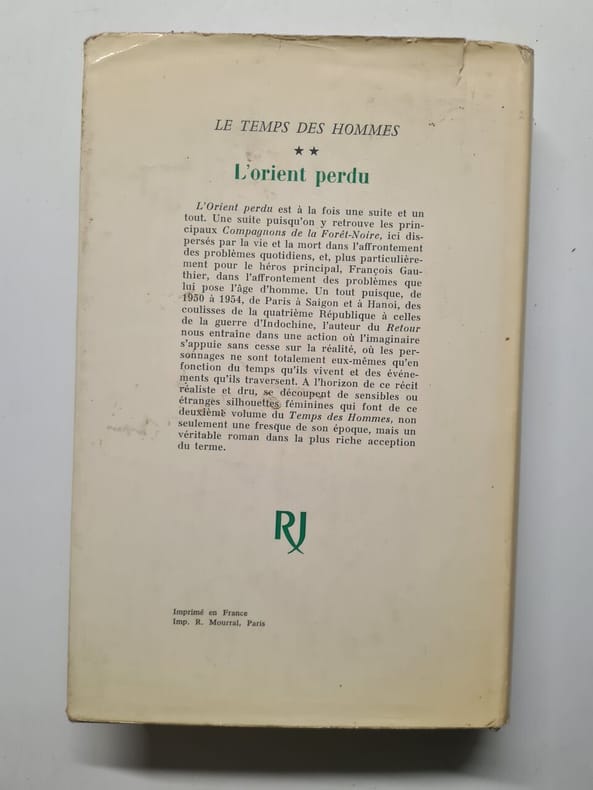 LE TEMPS DES HOMMES
★★
L'orient perdu
L'Orient perdu est à la fois une suite et un
tout. Une suite puisqu'on y retrouve les prin-
cipaux Compagnons de la Forêt-Noire, ici dis-
persés par la vie et la mort dans l'affrontement
des problèmes quotidiens, et, plus particulière-
ment pour le héros principal, François Gau-
thier, dans l'affrontement des problèmes que
lui pose l'âge d'homme. Un tout puisque, de
1950 à 1954, de Paris à Saigon et à Hanoï, des
coulisses de la quatrième République à celles
de la guerre d'Indochine, l'auteur du Retour
nous entraîne dans une action où l'imaginaire
s'appuie sans cesse sur la réalité, où les per-
sonnages ne sont totalement eux-mêmes qu'en
fonction du temps qu'ils vivent et des événe-
ments qu'ils traversent. A l'horizon de ce récit
réaliste et dru, se découpent de sensibles ou
étranges silhouettes féminines qui font de ce
deuxième volume du Temps des Hommes, non
seulement une fresque de son époque, mais un
véritable roman dans la plus riche acception
du terme.
RJ
Imprimé en France
Imp. R. Mourral, Paris